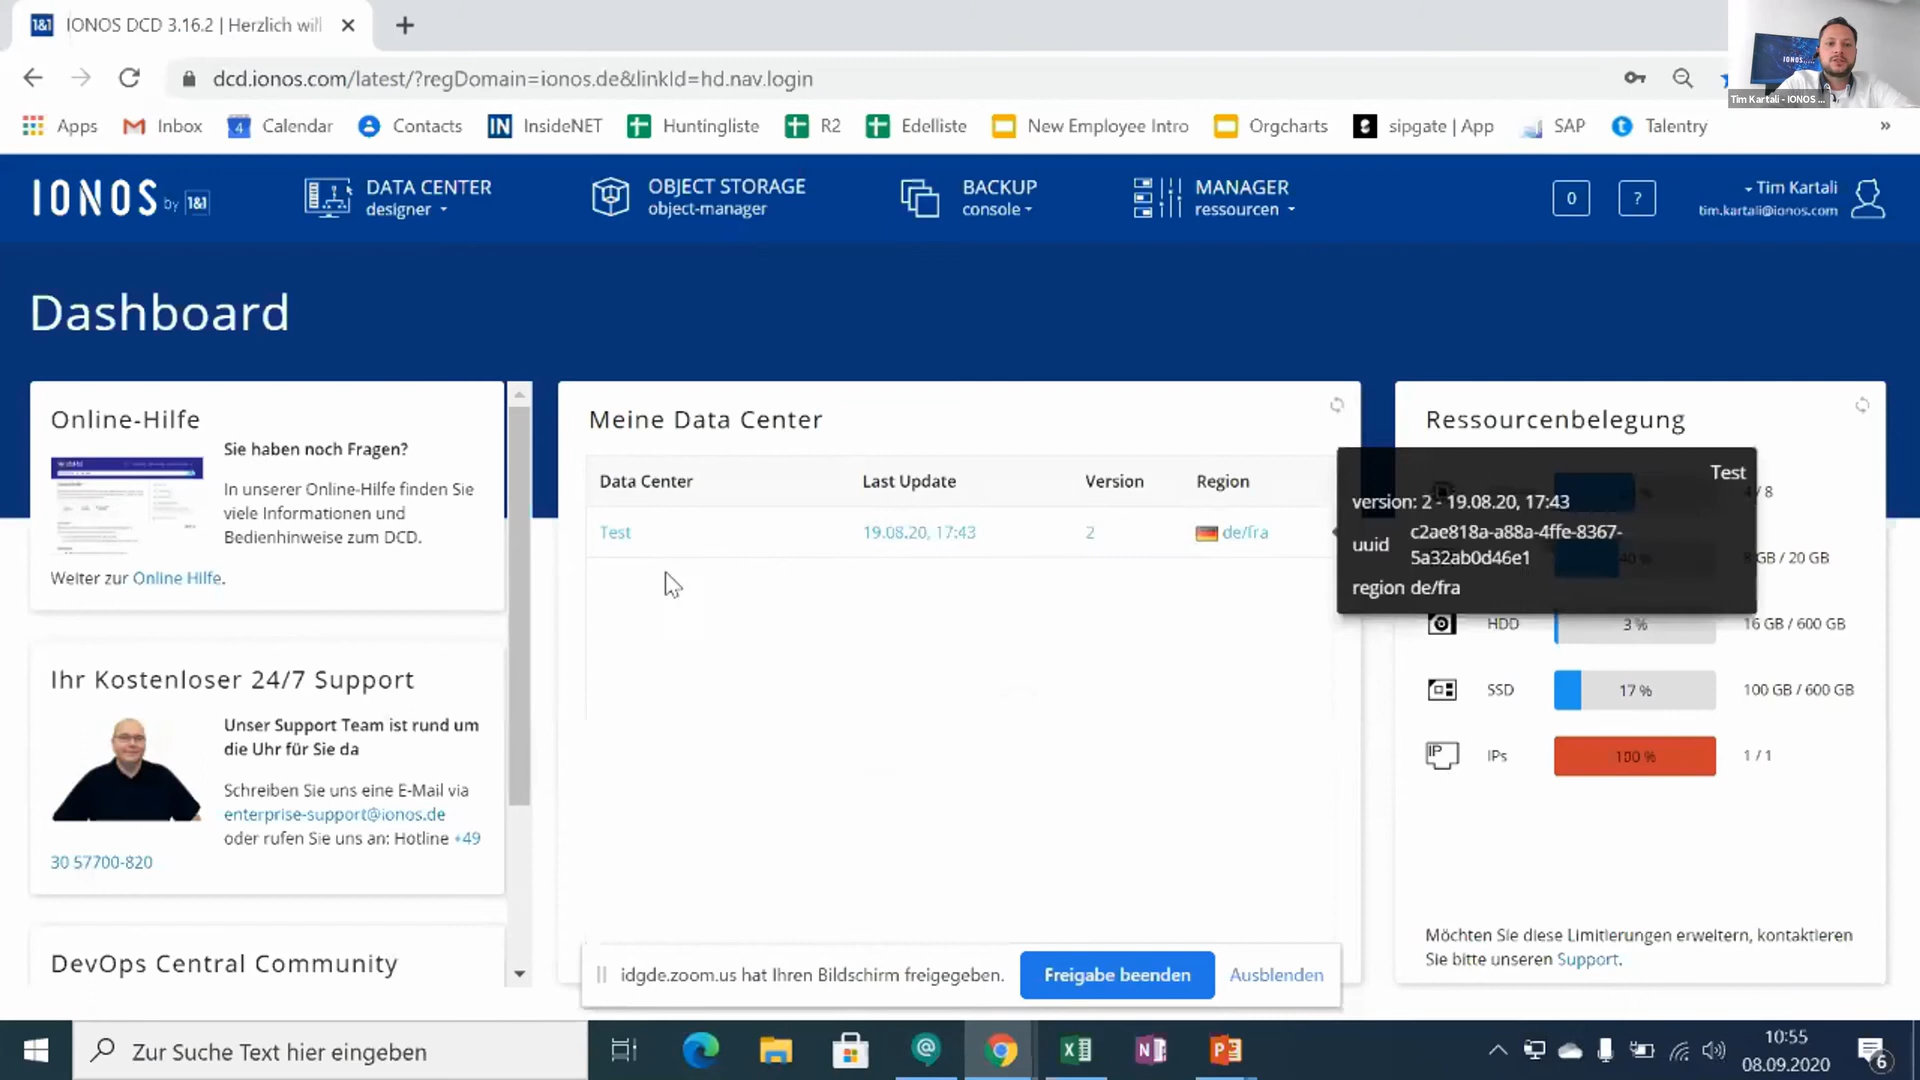 IONOS DCD 3.16.2 | Herzlich will
dcd.ionos.com/latest/?regDomain=ionos.de&linkId=hd.nav.login
Tim Kartali - IONOS ...
Apps
Inbox
Calendar
Contacts
InsideNET
Huntingliste
R2
Edelliste
New Employee Intro
Orgcharts
sipgate | App
SAP
Talentry
»
IONOS by 1&1
DATA CENTER
designer
OBJECT STORAGE
object-manager
BACKUP
console
MANAGER
ressourcen
0
?
Tim Kartali
tim.kartali@ionos.com
Dashboard
Online-Hilfe
Sie haben noch Fragen?
In unserer Online-Hilfe finden Sie
viele Informationen und
Bedienhinweise zum DCD.
Weiter zur Online Hilfe.
Ihr Kostenloser 24/7 Support
Unser Support Team ist rund um
die Uhr für Sie da
Schreiben Sie uns eine E-Mail via
enterprise-support@ionos.de
oder rufen Sie uns an: Hotline +49
30 57700-820
DevOps Central Community
Meine Data Center
Data Center Last Update Version Region
Test 19.08.20, 17:43 2 de/fra
Ressourcenbelegung
Test
version: 2 - 19.08.20, 17:43
uuid c2ae818a-a88a-4ffe-8367-
5a32ab0d46e1
region de/fra
4 / 8
40 % 8 GB / 20 GB
HDD 3 % 16 GB / 600 GB
SSD 17 % 100 GB / 600 GB
IP IPs 100 % 1 / 1
Möchten Sie diese Limitierungen erweitern, kontaktieren
Sie bitte unseren Support.
idgde.zoom.us hat Ihren Bildschirm freigegeben.
Freigabe beenden
Ausblenden
Zur Suche Text hier eingeben
10:55
08.09.2020
6